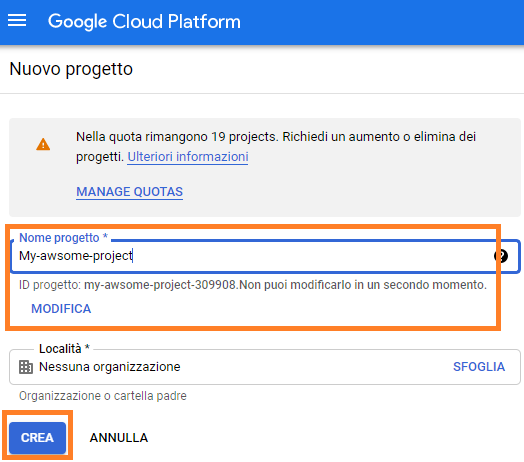 Google Cloud Platform
Nuovo progetto
Nella quota rimangono 19 projects. Richiedi un aumento o elimina dei
progetti. Ulteriori informazioni
MANAGE QUOTAS
Nome progetto *
My-awsome-project
ID progetto: my-awsome-project-309908.Non puoi modificarlo in un secondo momento.
MODIFICA
Località *
Nessuna organizzazione SFOGLIA
Organizzazione o cartella padre
CREA ANNULLA